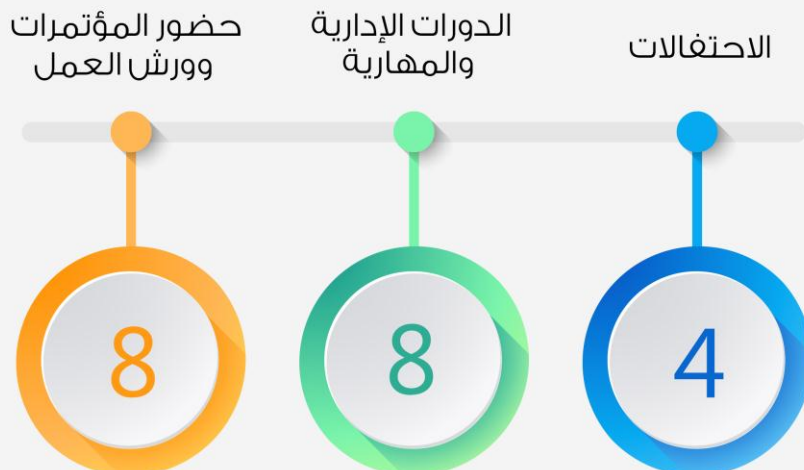 الاحتفالات
الدورات الإدارية
والمهارية
حضور المؤتمرات
وورش العمل
4
8
8